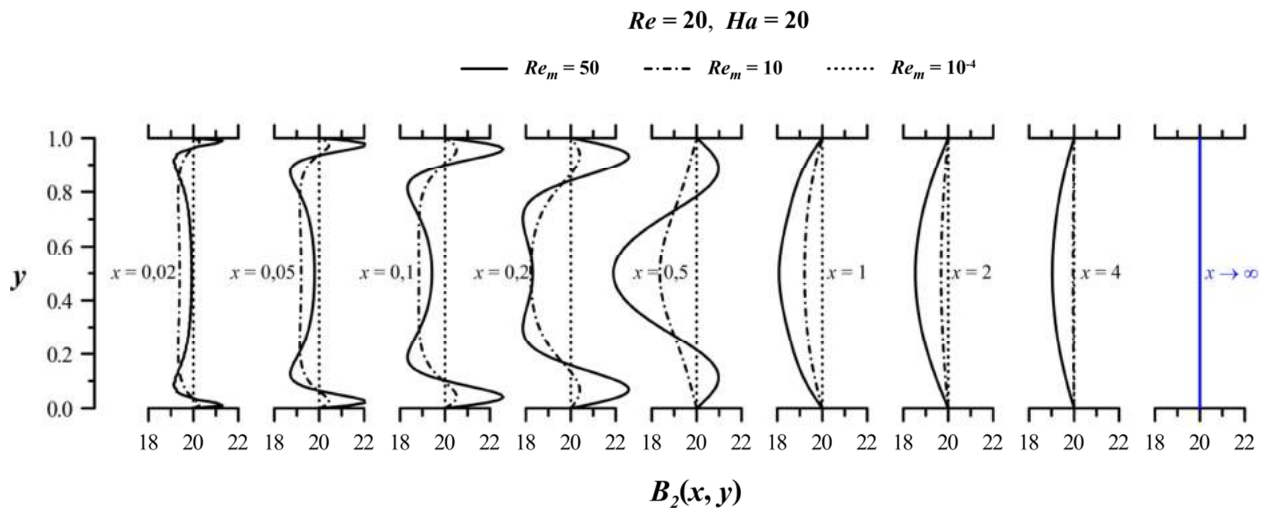 Re = 20, Ha = 20
Re_m = 50 Re_m = 10 Re_m = 10⁻⁴
y
1.0
0.8
0.6
0.4
0.2
0.0
x = 0,02 x = 0,05 x = 0,1 x = 0,2 x = 0,5 x = 1 x = 2 x = 4 x → ∞
18 20 22 18 20 22 18 20 22 18 20 22 18 20 22 18 20 22 18 20 22 18 20 22 18 20 22
B₂(x, y)